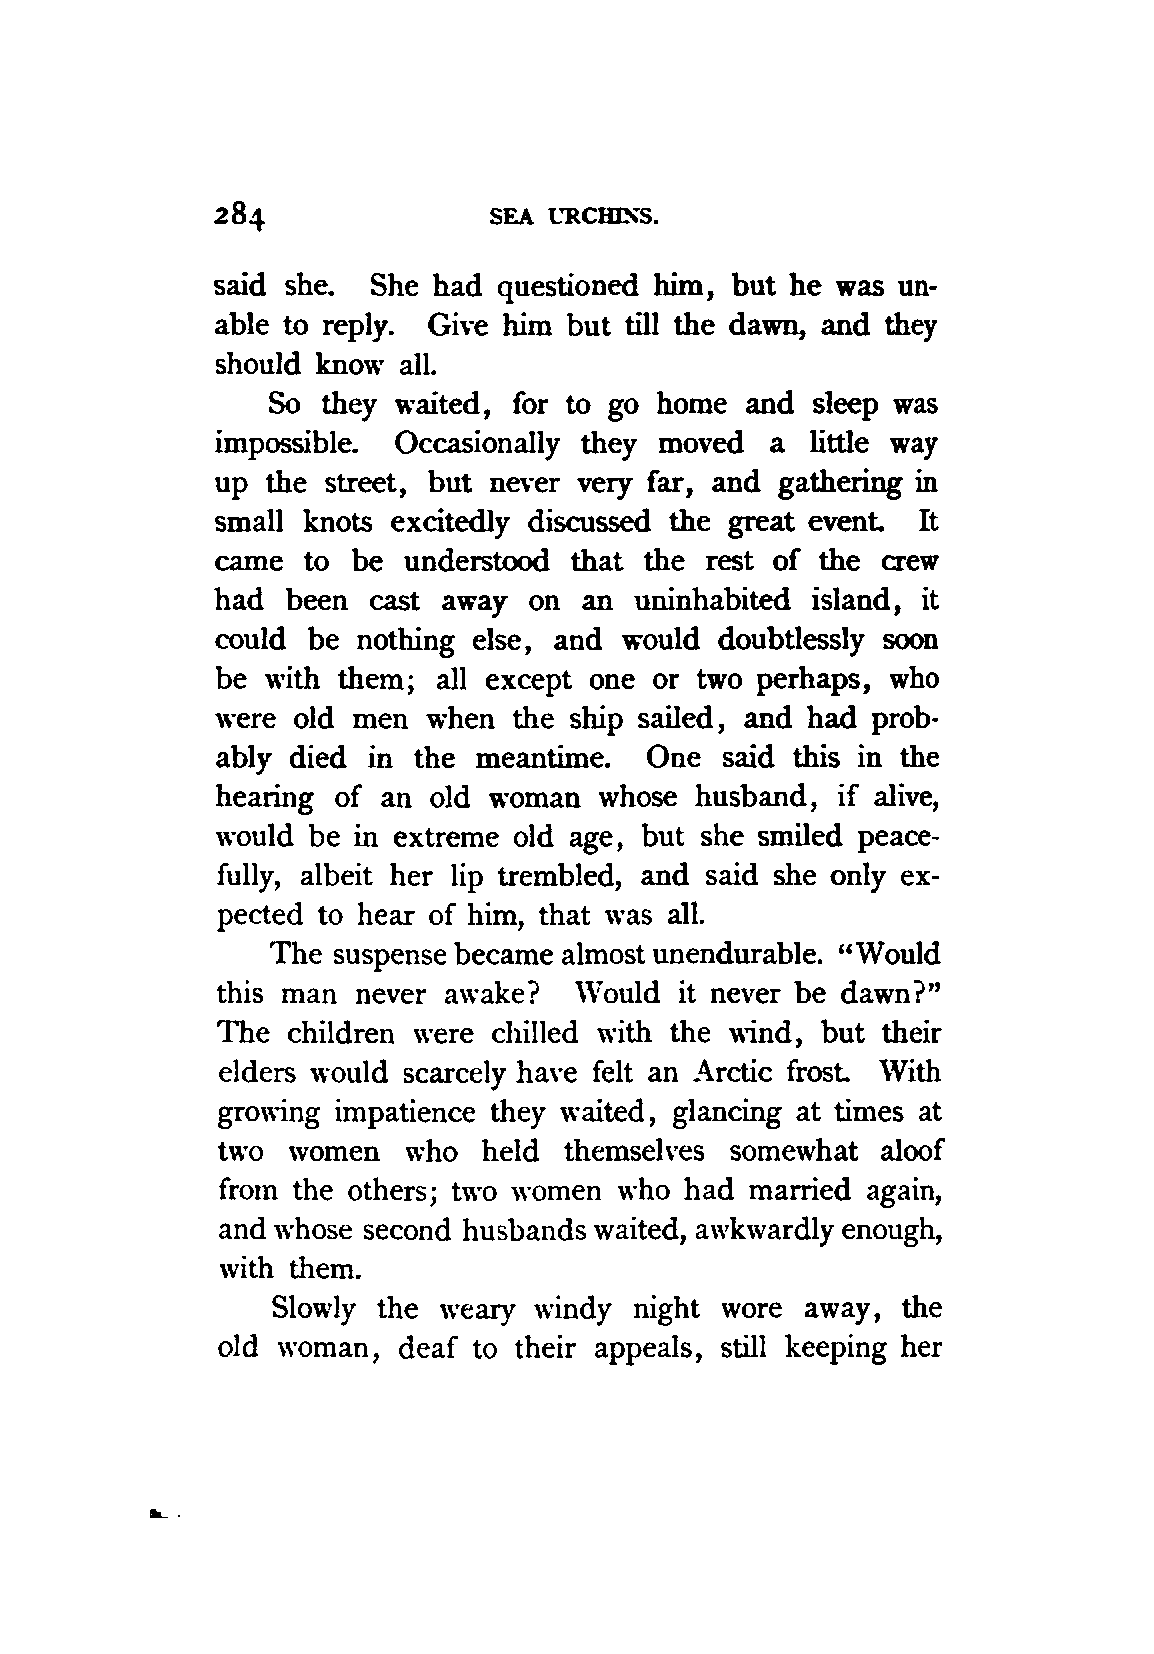 284 SEA URCHINS.
said she. She had questioned him, but he was un-
able to reply. Give him but till the dawn, and they
should know all.
So they waited, for to go home and sleep was
impossible. Occasionally they moved a little way
up the street, but never very far, and gathering in
small knots excitedly discussed the great event. It
came to be understood that the rest of the crew
had been cast away on an uninhabited island, it
could be nothing else, and would doubtlessly soon
be with them; all except one or two perhaps, who
were old men when the ship sailed, and had prob-
ably died in the meantime. One said this in the
hearing of an old woman whose husband, if alive,
would be in extreme old age, but she smiled peace-
fully, albeit her lip trembled, and said she only ex-
pected to hear of him, that was all.
The suspense became almost unendurable. “Would
this man never awake? Would it never be dawn?”
The children were chilled with the wind, but their
elders would scarcely have felt an Arctic frost. With
growing impatience they waited, glancing at times at
two women who held themselves somewhat aloof
from the others; two women who had married again,
and whose second husbands waited, awkwardly enough,
with them.
Slowly the weary windy night wore away, the
old woman, deaf to their appeals, still keeping her